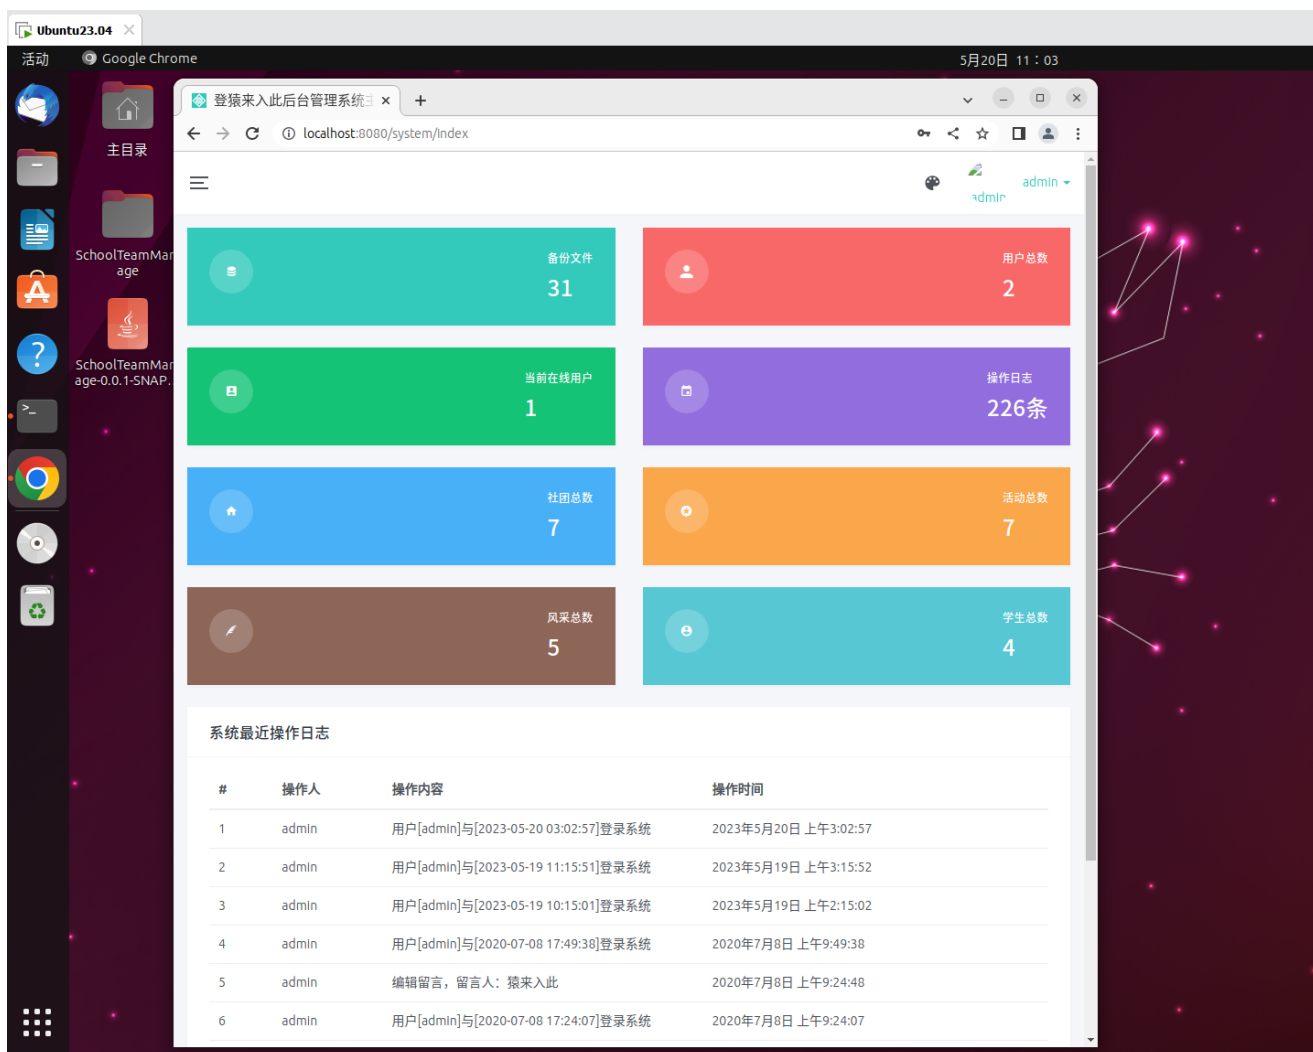 Ubuntu23.04
活动
Google Chrome
5月20日 11：03
主目录
SchoolTeamMan
age
SchoolTeamMan
age-0.0.1-SNAP...
登猿来入此后台管理系统
localhost:8080/system/index
admin
admin
备份文件
31
用户总数
2
当前在线用户
1
操作日志
226条
社团总数
7
活动总数
7
风采总数
5
学生总数
4
系统最近操作日志
# 操作人 操作内容 操作时间
1 admin 用户[admin]与[2023-05-20 03:02:57]登录系统 2023年5月20日 上午3:02:57
2 admin 用户[admin]与[2023-05-19 11:15:51]登录系统 2023年5月19日 上午3:15:52
3 admin 用户[admin]与[2023-05-19 10:15:01]登录系统 2023年5月19日 上午2:15:02
4 admin 用户[admin]与[2020-07-08 17:49:38]登录系统 2020年7月8日 上午9:49:38
5 admin 编辑留言，留言人：猿来入此 2020年7月8日 上午9:24:48
6 admin 用户[admin]与[2020-07-08 17:24:07]登录系统 2020年7月8日 上午9:24:07